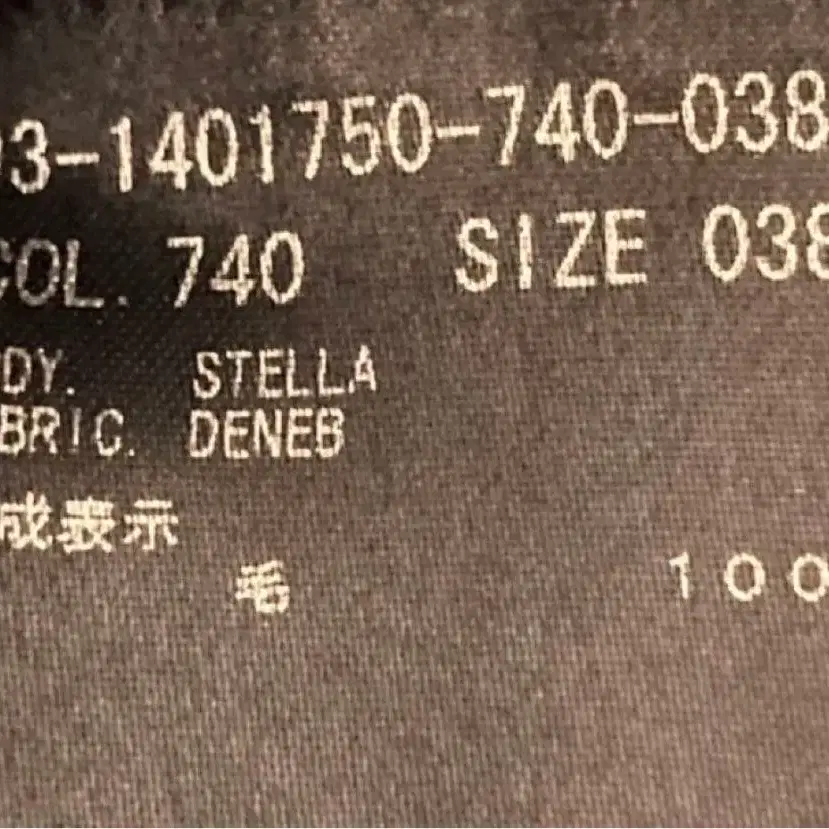 03-1401750-740-038
COL. 740 SIZE 038
DY. STELLA
BRIC. DENEB
成表示
毛 100